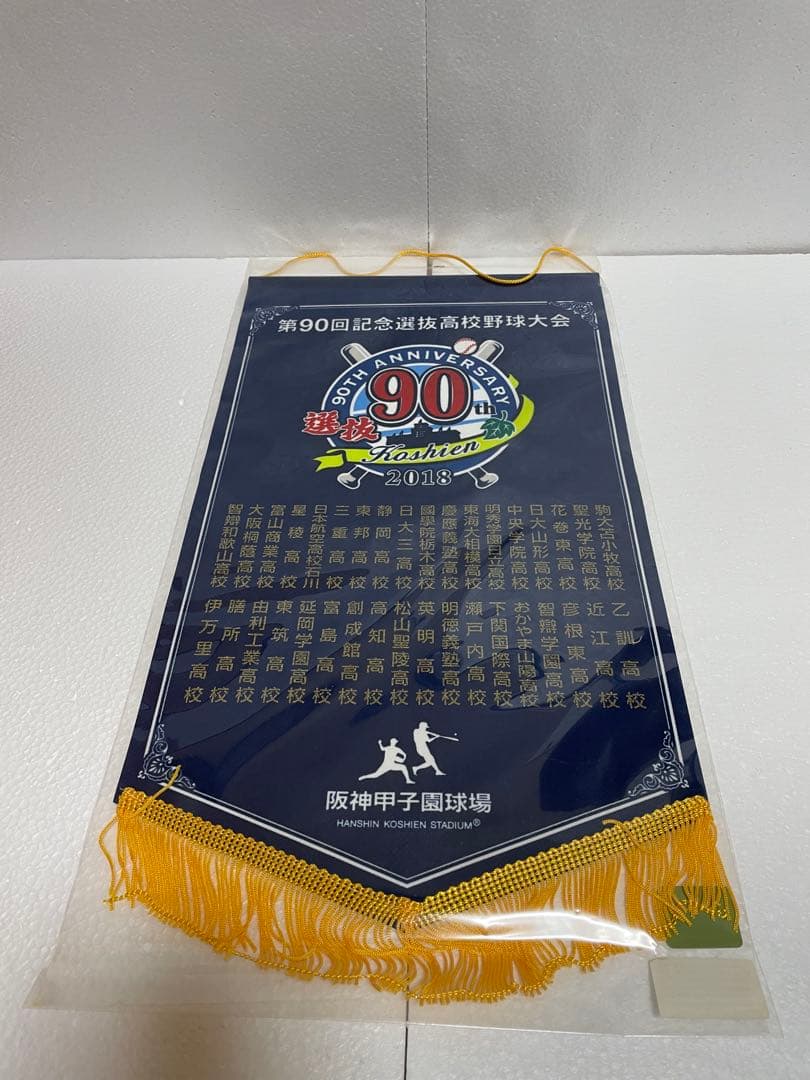 第90回記念選抜高校野球大会
90TH ANNIVERSARY
90th
選抜
Koshien
2018
駒大苫小牧高校
聖光学院高校
花巻東高校
日大山形高校
中央学院高校
明秀学園日立高校
東海大相模高校
慶應義塾高校
國學院栃木高校
日大三高校
静岡高校
東邦高校
三重高校
日本航空高校石川
星稜高校
富山商業高校
大阪桐蔭高校
智辯和歌山高校
乙訓高校
近江高校
彦根東高校
智辯学園高校
おかやま山陽高校
下関国際高校
瀬戸内高校
明徳義塾高校
英明高校
松山聖陵高校
高知高校
創成館高校
富島高校
延岡学園高校
東筑高校
由利工業高校
膳所高校
伊万里高校
阪神甲子園球場
HANSHIN KOSHIEN STADIUM®